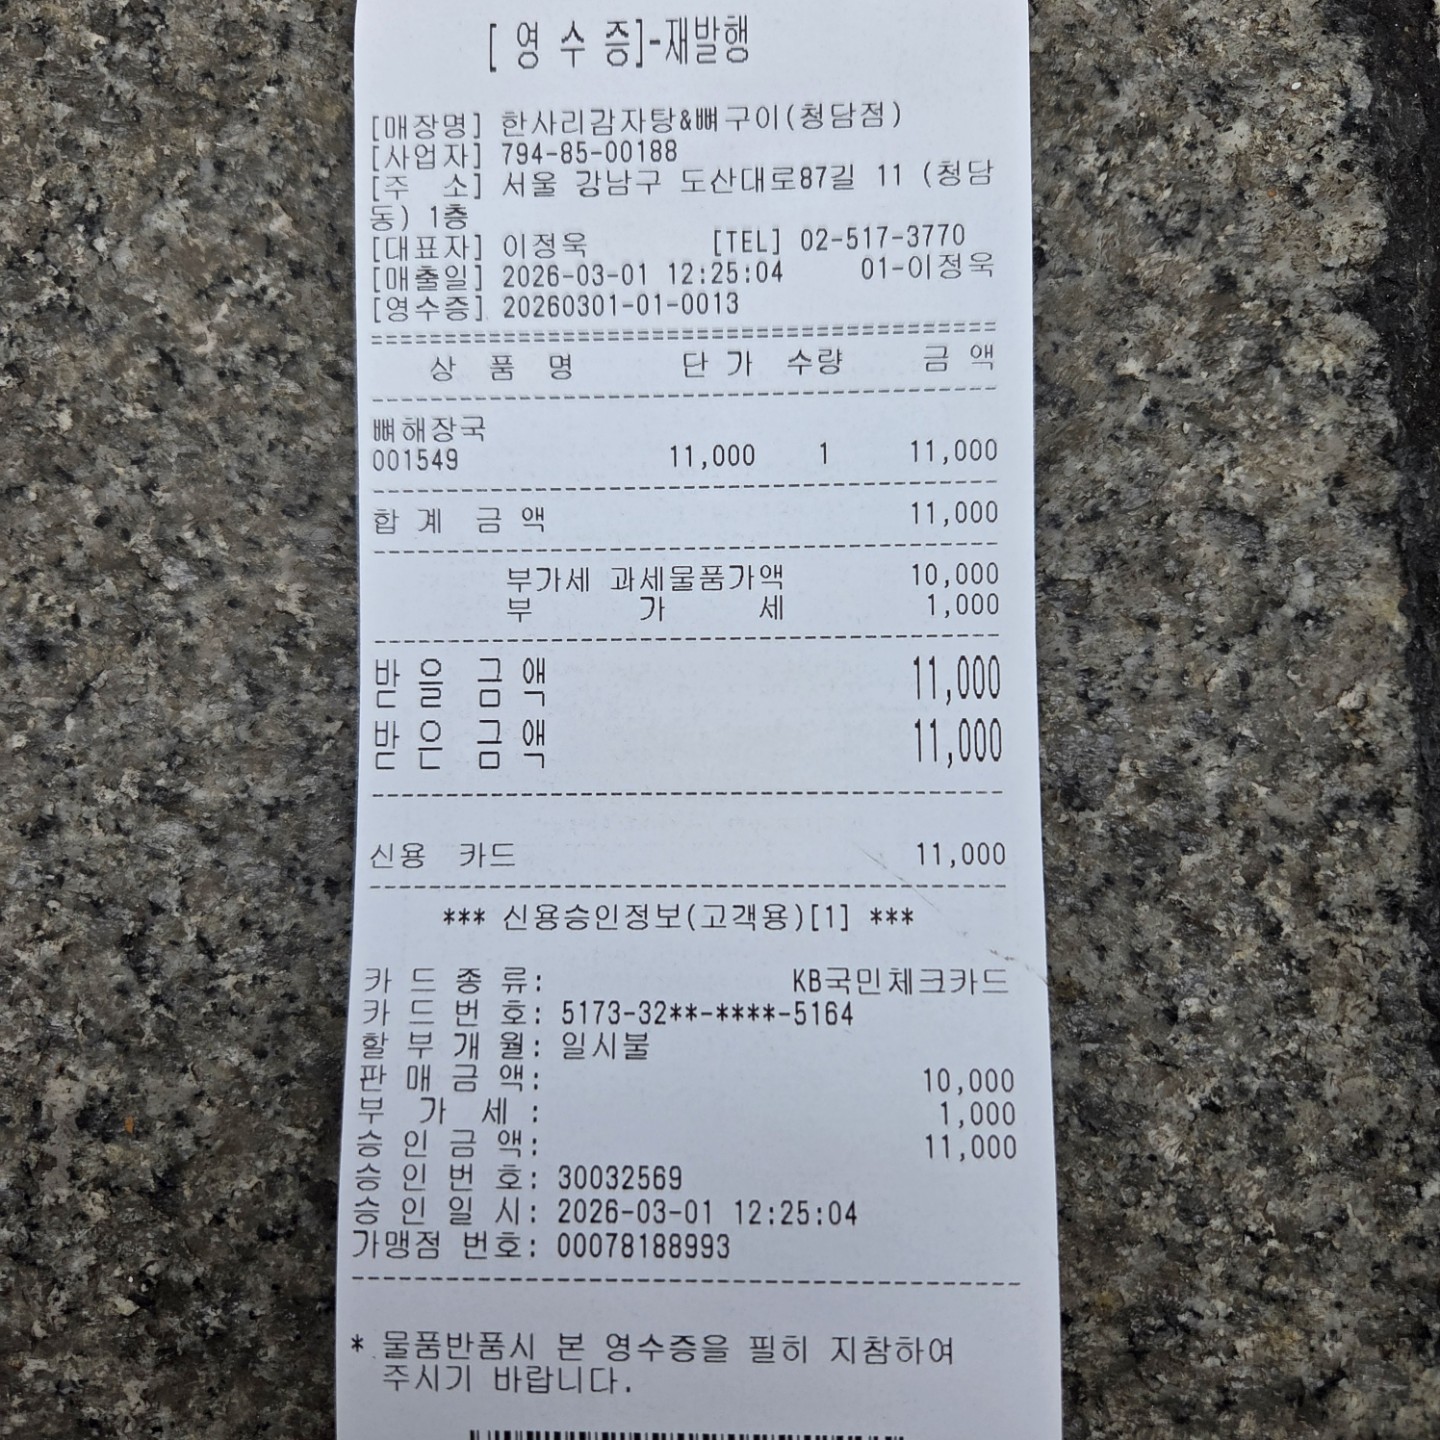 [ 영 수 증]-재발행
[매장명] 한사리감자탕&뼈구이(청담점)
[사업자] 794-85-00188
[주 소] 서울 강남구 도산대로87길 11 (청담
동) 1층
[대표자] 이정욱 [TEL] 02-517-3770
[매출일] 2026-03-01 12:25:04 01-이정욱
[영수증] 20260301-01-0013
상 품 명 단 가 수량 금 액
뼈해장국
001549 11,000 1 11,000
합 계 금 액 11,000
부가세 과세물품가액 10,000
부 가 세 1,000
받 을 금 액 11,000
받 은 금 액 11,000
신용 카드 11,000
*** 신용승인정보(고객용)[1] ***
카 드 종 류: KB국민체크카드
카 드 번 호: 5173-32**-****-5164
할 부 개 월: 일시불
판 매 금 액: 10,000
부 가 세 : 1,000
승 인 금 액: 11,000
승 인 번 호: 30032569
승 인 일 시: 2026-03-01 12:25:04
가맹점 번호: 00078188993
* 물품반품시 본 영수증을 필히 지참하여
주시기 바랍니다.